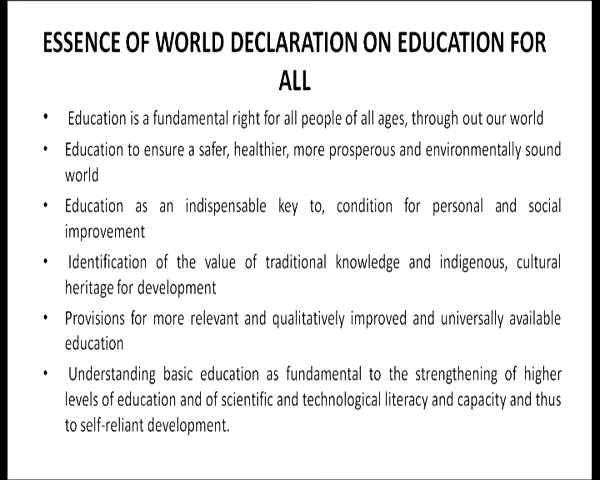 ESSENCE OF WORLD DECLARATION ON EDUCATION FOR
ALL
• Education is a fundamental right for all people of all ages, through out our world
• Education to ensure a safer, healthier, more prosperous and environmentally sound
world
• Education as an indispensable key to, condition for personal and social
improvement
• Identification of the value of traditional knowledge and indigenous, cultural
heritage for development
• Provisions for more relevant and qualitatively improved and universally available
education
• Understanding basic education as fundamental to the strengthening of higher
levels of education and of scientific and technological literacy and capacity and thus
to self-reliant development.